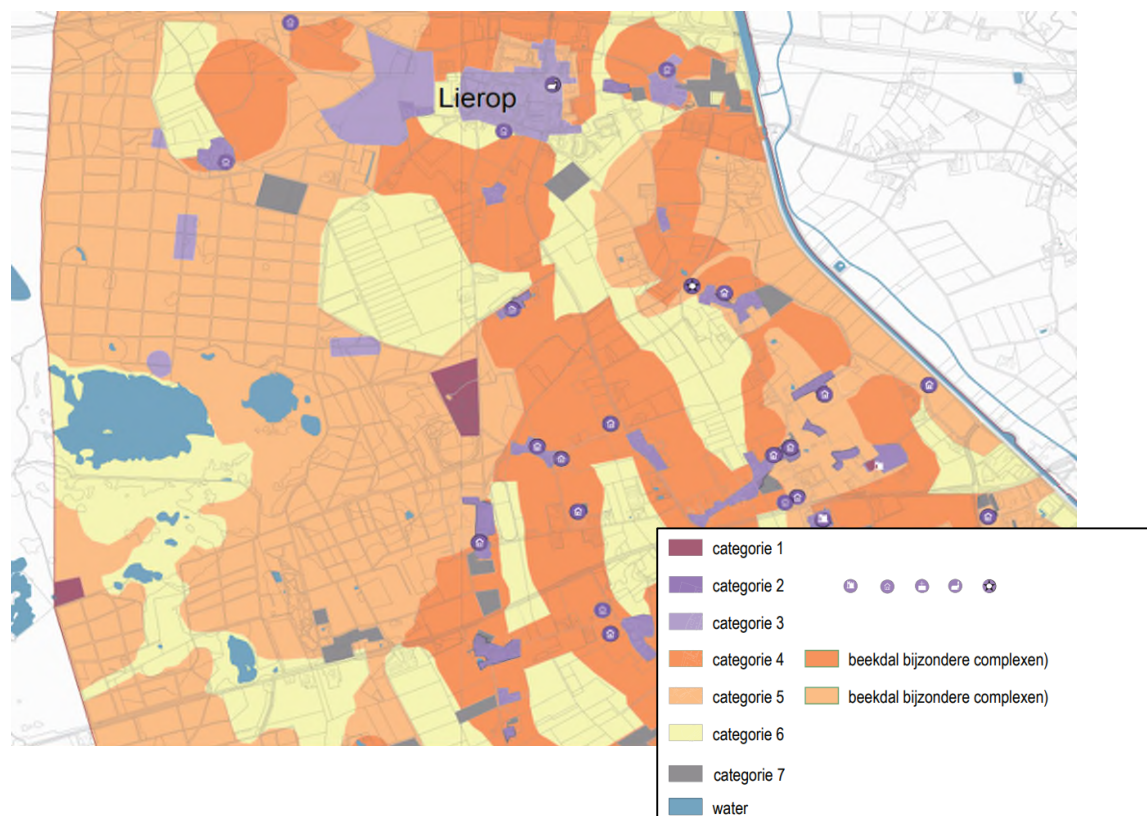 Lierop
categorie 1
categorie 2
categorie 3
categorie 4 beekdal bijzondere complexen)
categorie 5 beekdal bijzondere complexen)
categorie 6
categorie 7
water